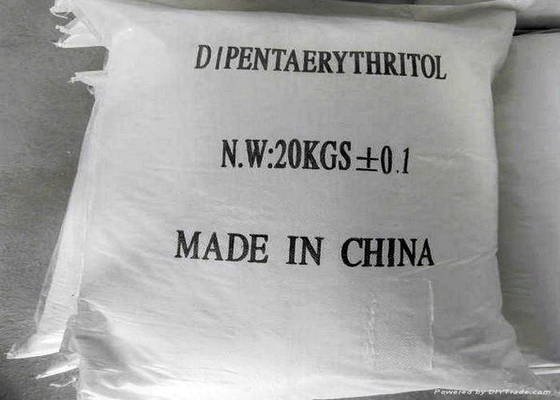 DIPENTAERYTHRITOL
N.W:20KGS±0.1
MADE IN CHINA
Powered by DIYTrade.com